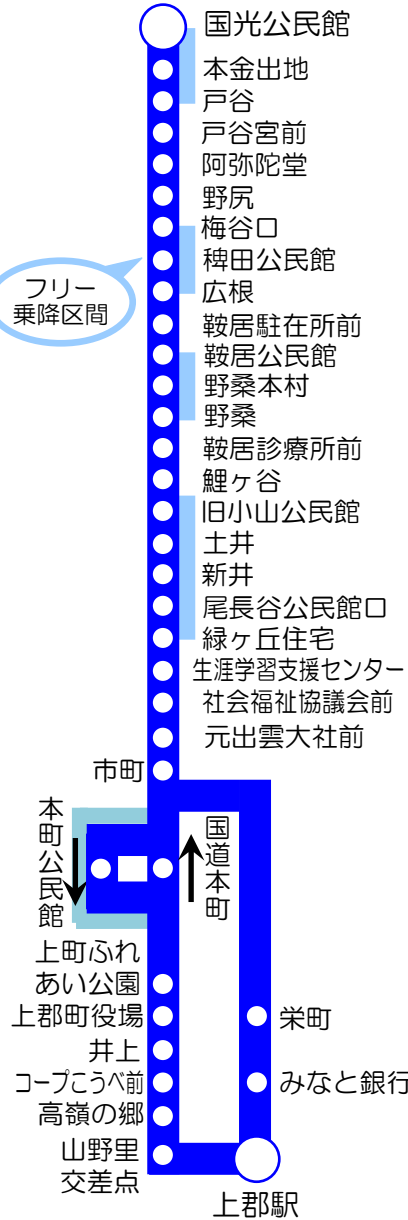 国光公民館
本金出地
戸谷
戸谷宮前
阿弥陀堂
野尻
梅谷口
稗田公民館
フリー
乗降区間
広根
鞍居駐在所前
鞍居公民館
野桑本村
野桑
鞍居診療所前
鯉ヶ谷
旧小山公民館
土井
新井
尾長谷公民館口
緑ヶ丘住宅
生涯学習支援センター
社会福祉協議会前
元出雲大社前
市町
本町公民館
国道本町
上町ふれ
あい公園
上郡町役場
栄町
井上
コープこうべ前
みなと銀行
高嶺の郷
山野里
交差点
上郡駅